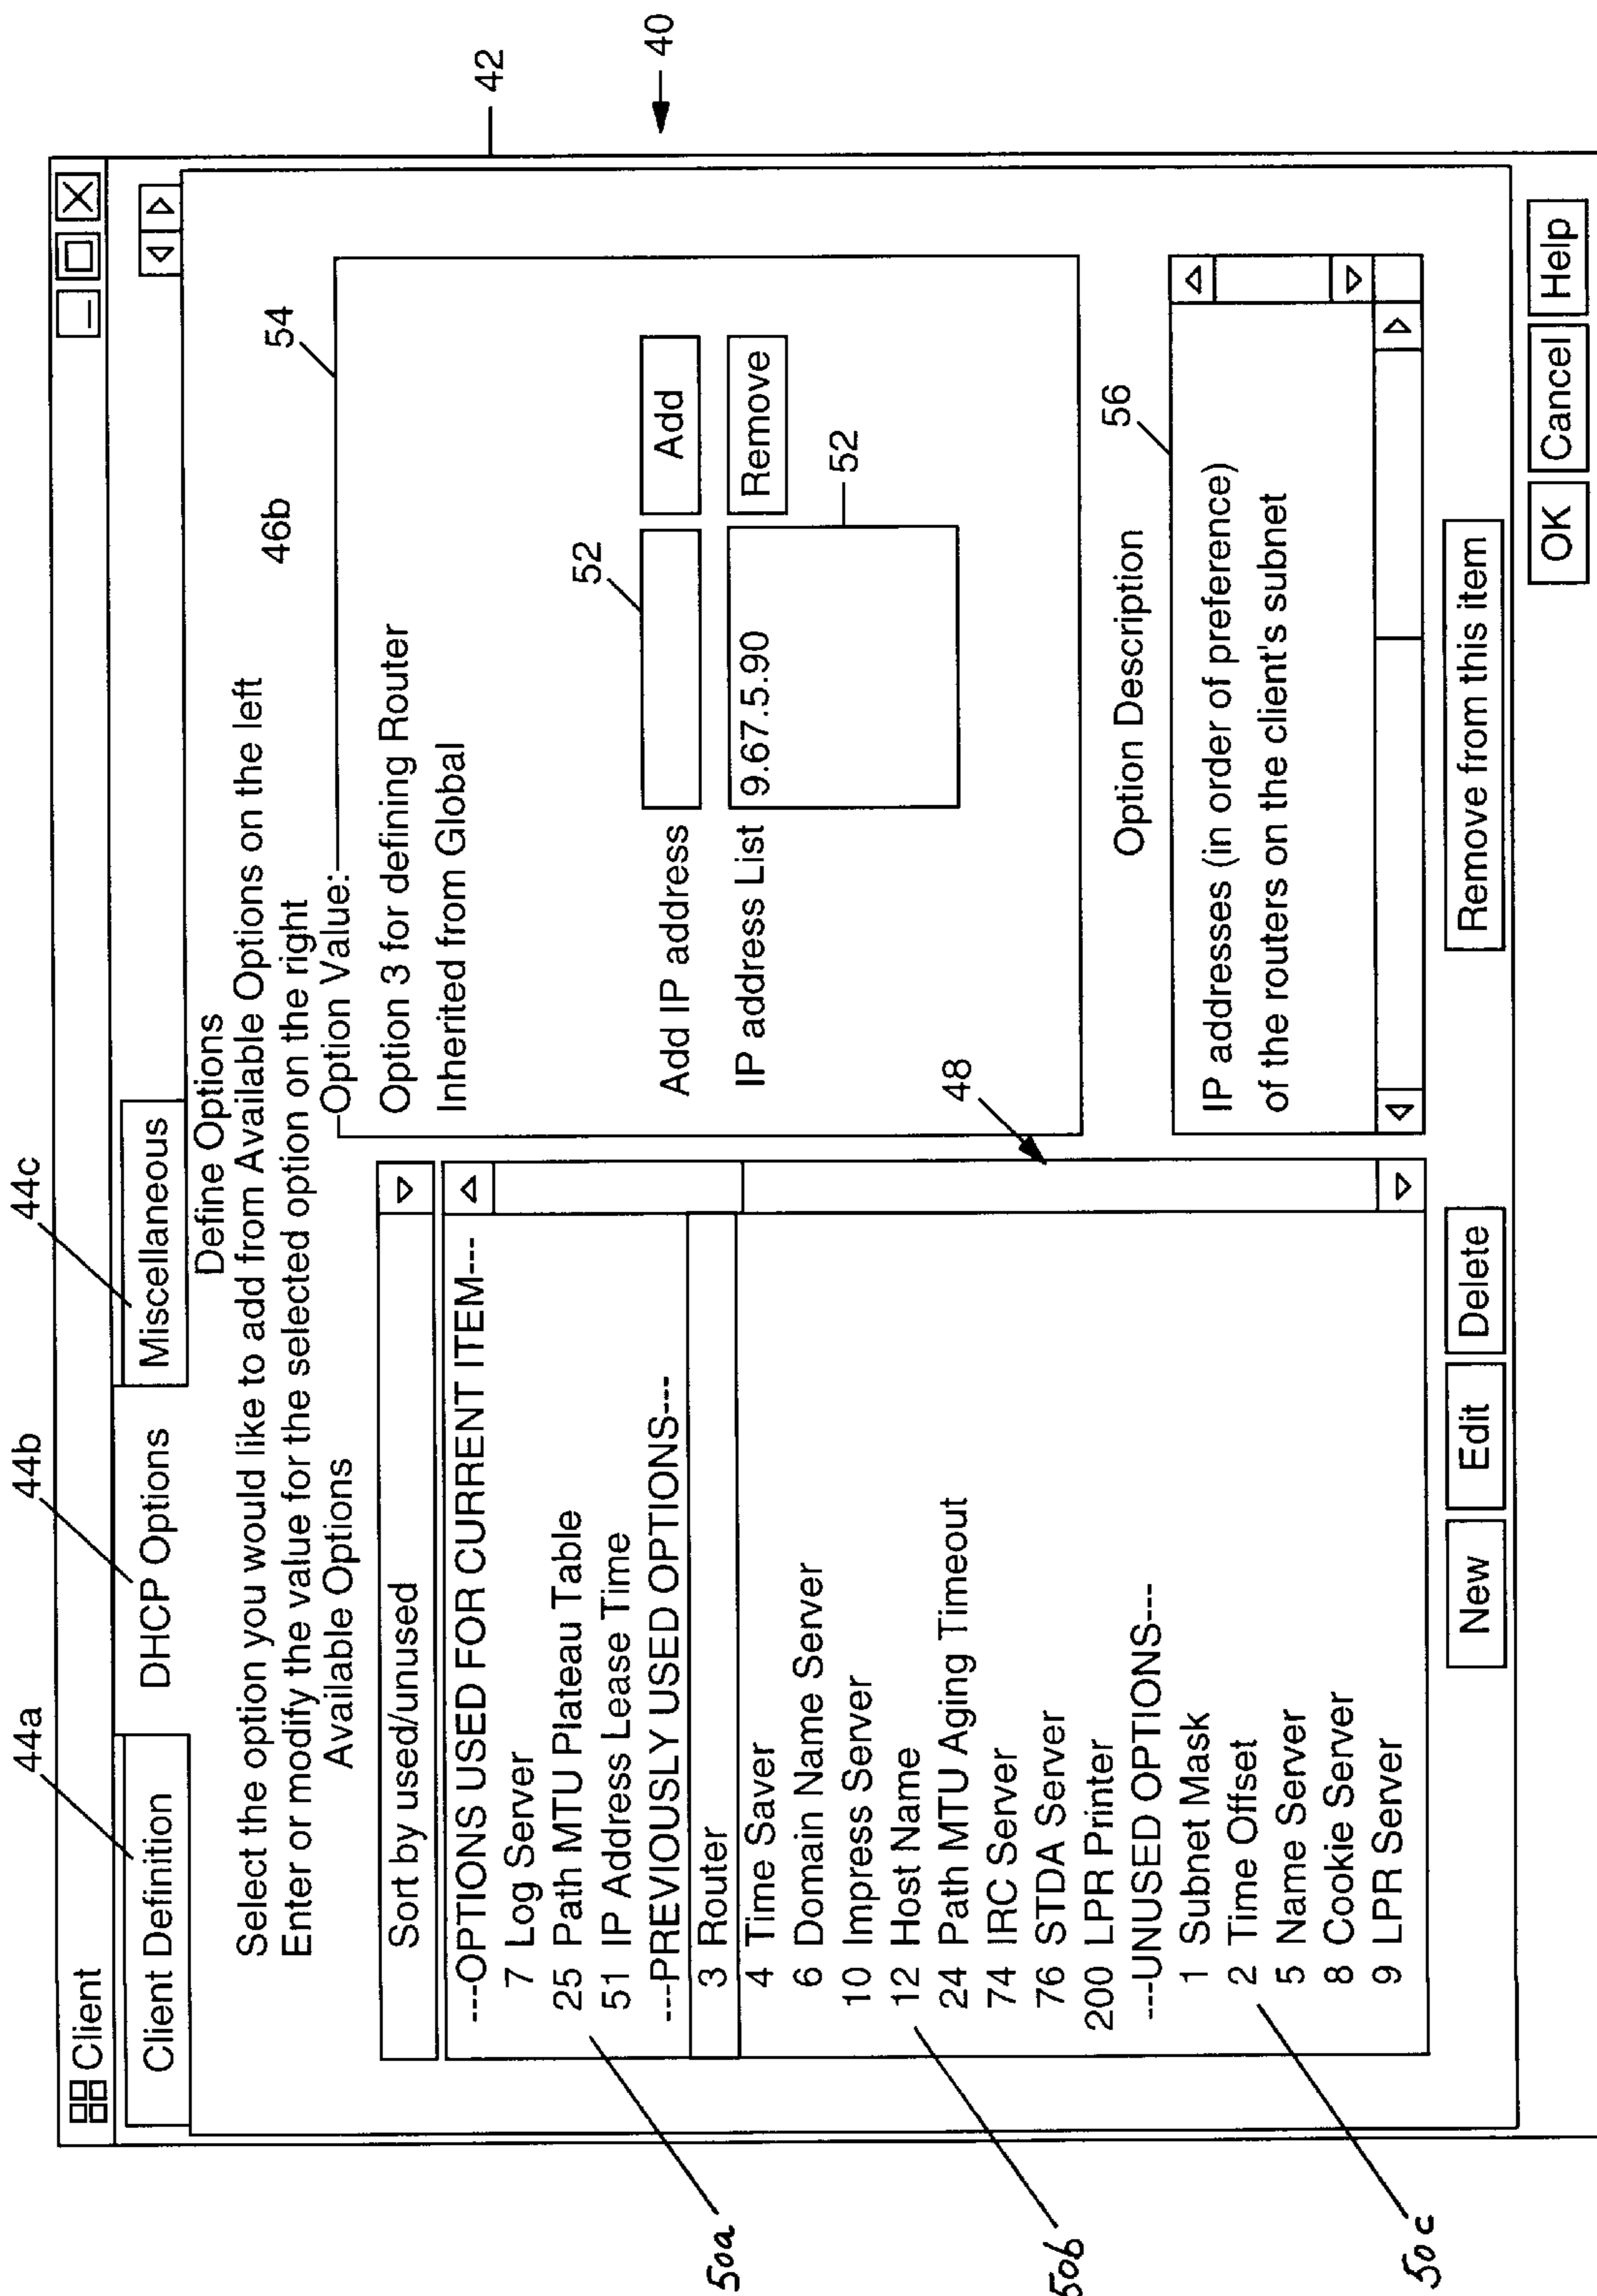 44a
44b
44c
Client
42
40
Client Definition
DHCP Options
Miscellaneous
Define Options
Select the option you would like to add from Available Options on the left
Enter or modify the value for the selected option on the right
46b
Available Options
Sort by used/unused
---OPTIONS USED FOR CURRENT ITEM---
7 Log Server
25 Path MTU Plateau Table
51 IP Address Lease Time
---PREVIOUSLY USED OPTIONS---
3 Router
4 Time Saver
6 Domain Name Server
10 Impress Server
12 Host Name
24 Path MTU Aging Timeout
74 IRC Server
76 STDA Server
200 LPR Printer
---UNUSED OPTIONS---
1 Subnet Mask
2 Time Offset
5 Name Server
8 Cookie Server
9 LPR Server
50a
50b
50c
48
Option Value:
54
Option 3 for defining Router
Inherited from Global
52
Add IP address
Add
IP address List
9.67.5.90
Remove
52
Option Description
56
IP addresses (in order of preference)
of the routers on the client's subnet
New
Edit
Delete
Remove from this item
OK
Cancel
Help